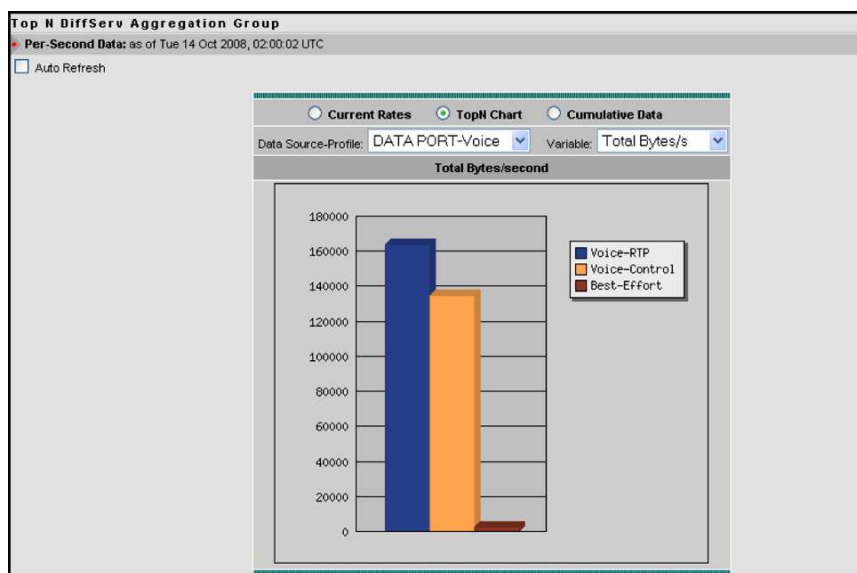 Top N DiffServ Aggregation Group
Per-Second Data: as of Tue 14 Oct 2008, 02:00:02 UTC
Auto Refresh
Current Rates TopN Chart Cumulative Data
Data Source-Profile: DATA PORT-Voice Variable: Total Bytes/s
Total Bytes/second
180000
160000
140000
120000
100000
80000
60000
40000
20000
0
Voice-RTP
Voice-Control
Best-Effort